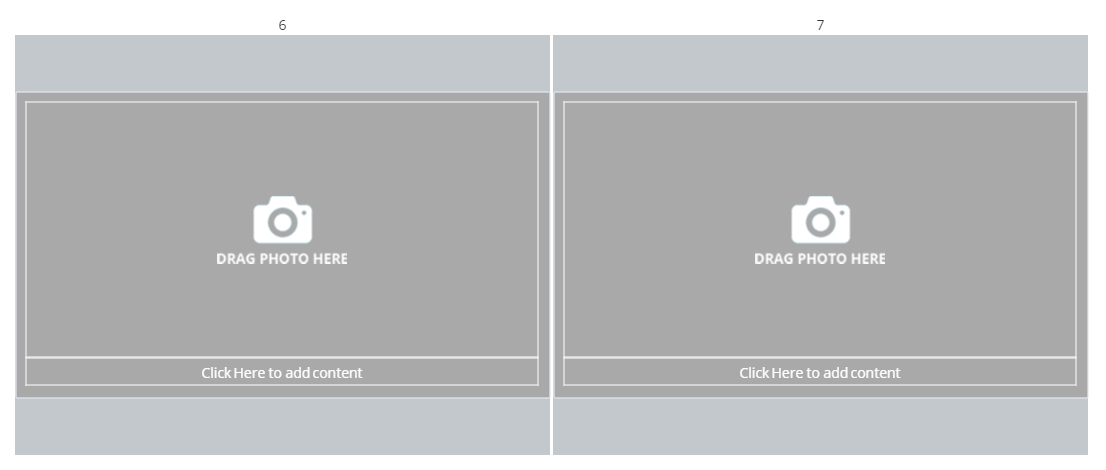 6
7
DRAG PHOTO HERE
Click Here to add content
DRAG PHOTO HERE
Click Here to add content